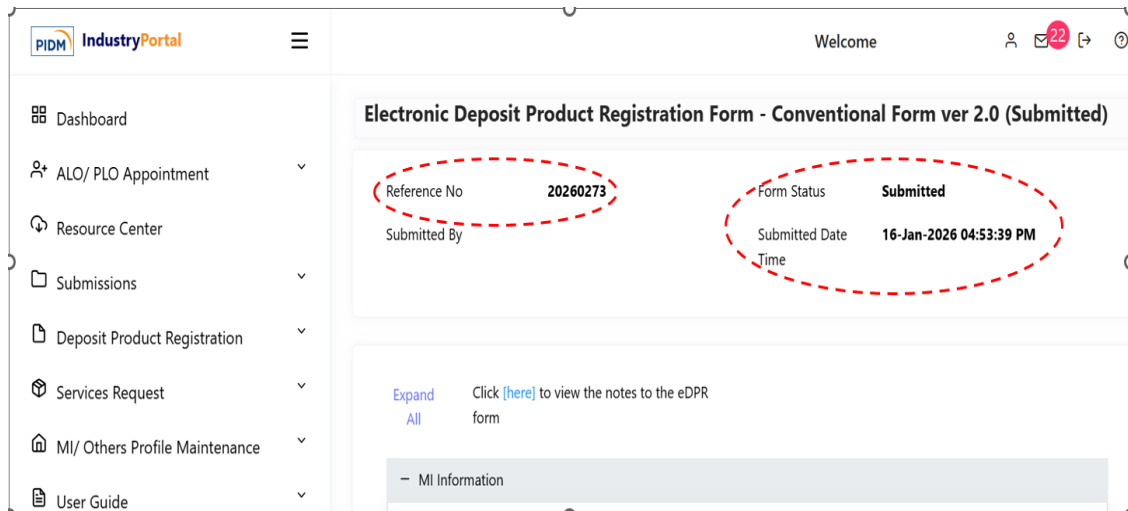 PIDM IndustryPortal
Welcome
22
Dashboard
ALO/ PLO Appointment
Resource Center
Submissions
Deposit Product Registration
Services Request
MI/ Others Profile Maintenance
User Guide
Electronic Deposit Product Registration Form - Conventional Form ver 2.0 (Submitted)
Reference No 20260273
Submitted By
Form Status Submitted
Submitted Date 16-Jan-2026 04:53:39 PM
Time
Expand
All
Click [here] to view the notes to the eDPR
form
MI Information